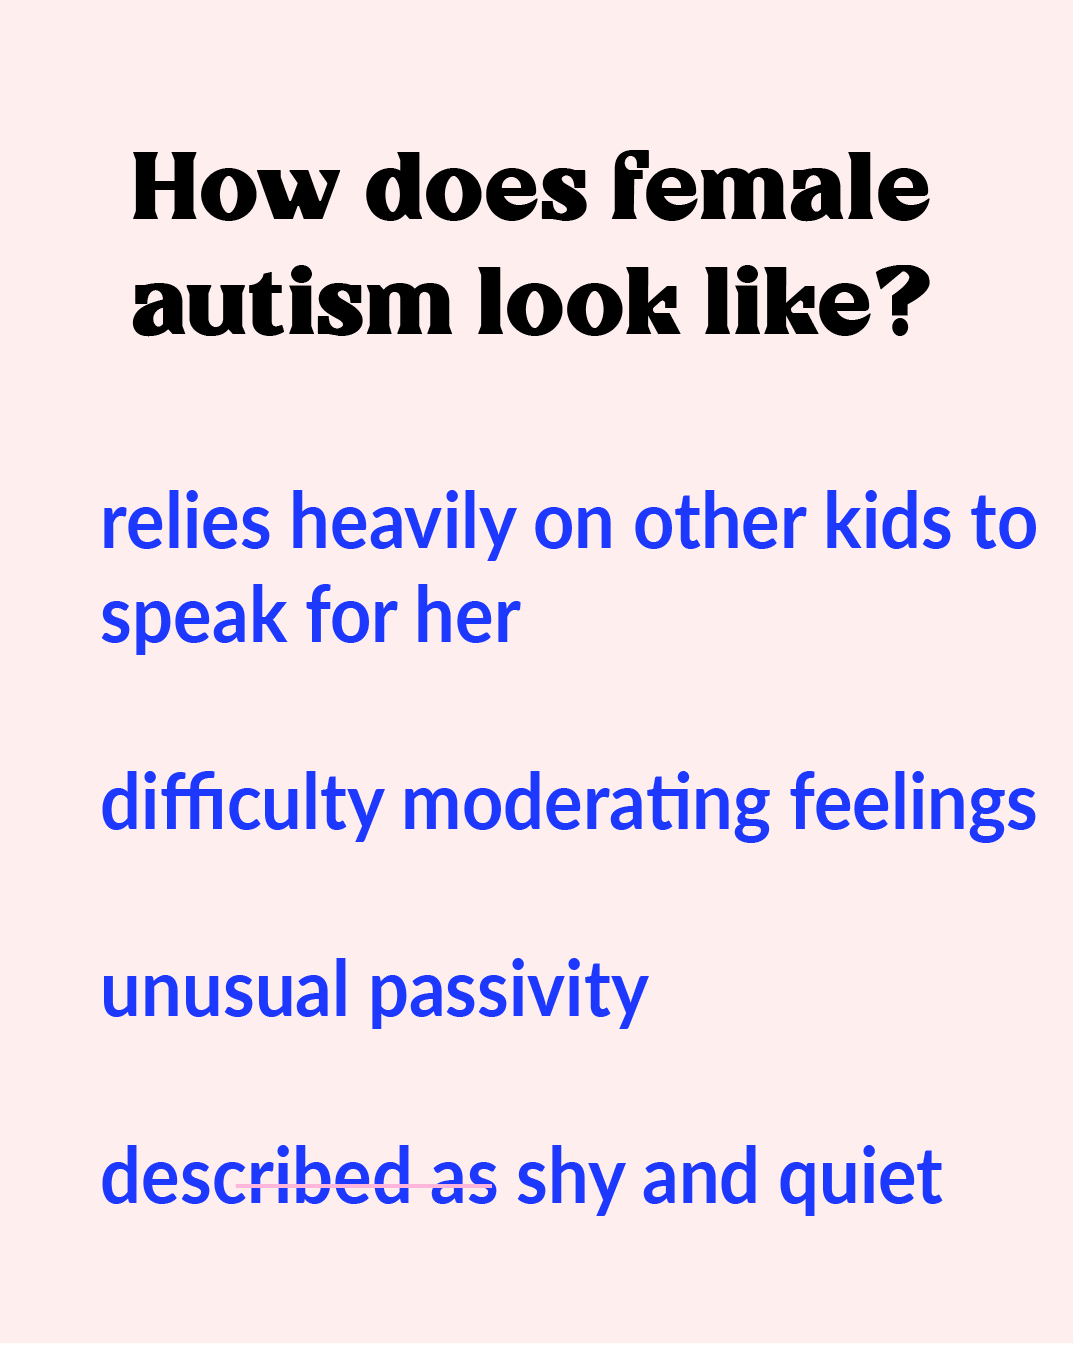 How does female
autism look like?
relies heavily on other kids to
speak for her
difficulty moderating feelings
unusual passivity
described as shy and quiet